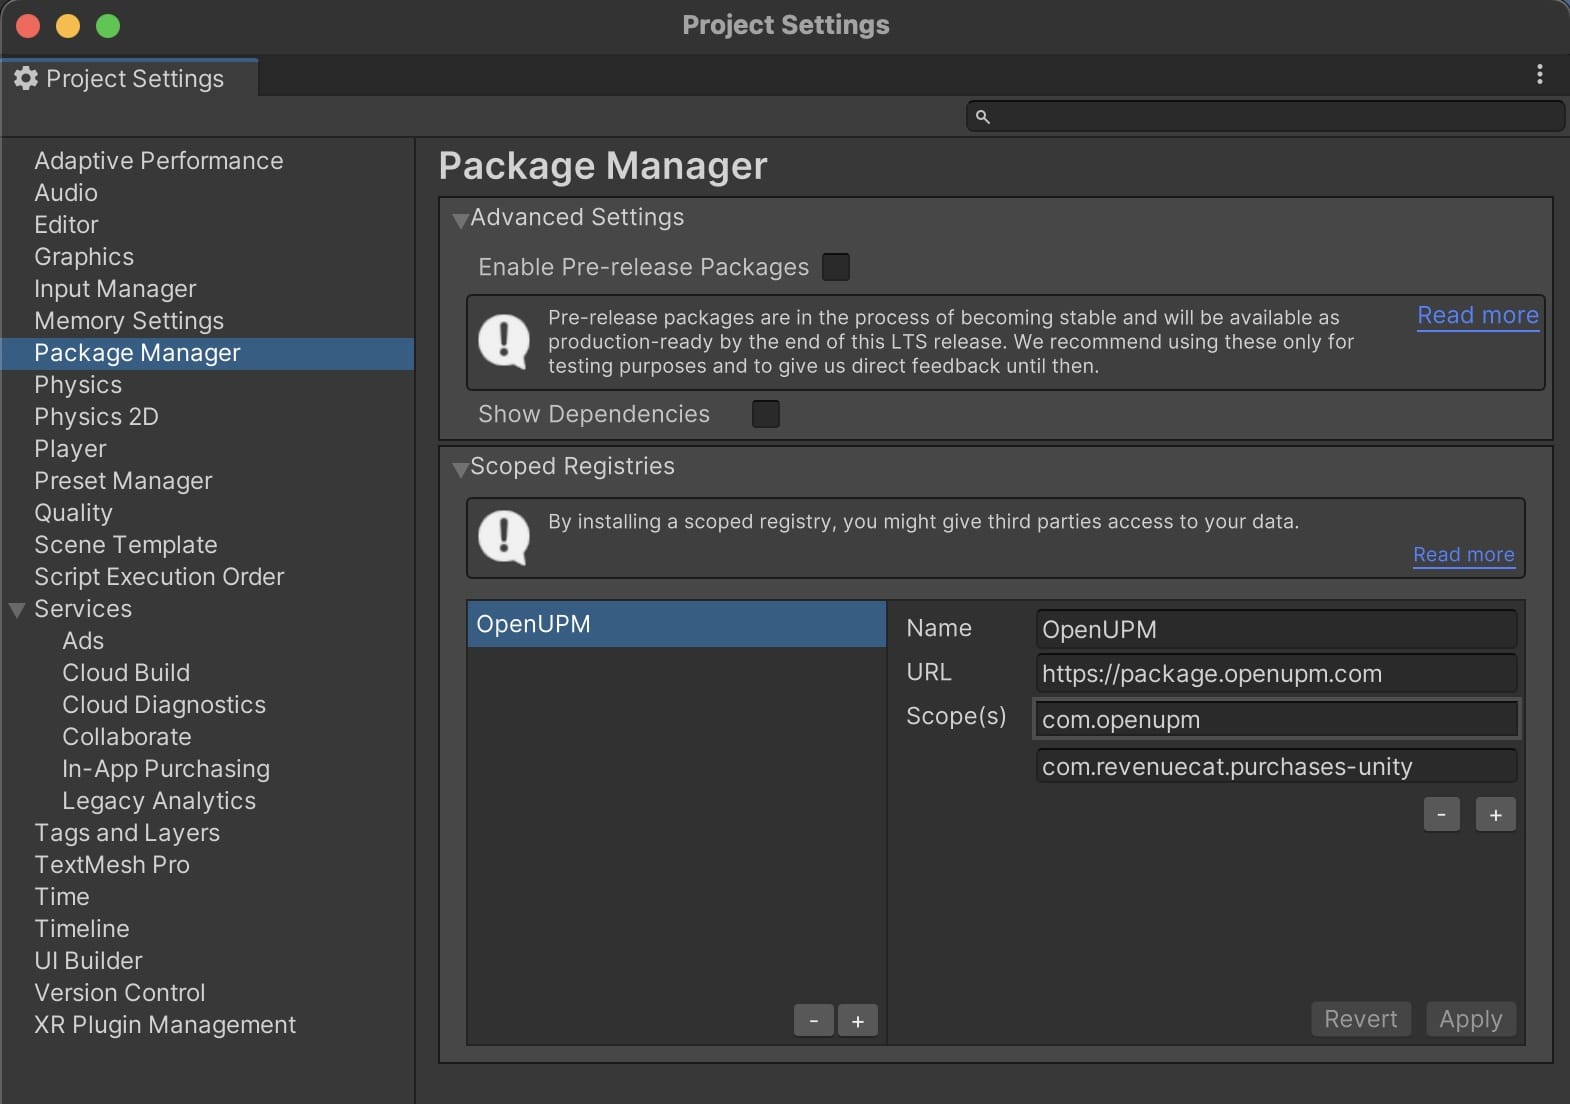 Project Settings
Project Settings
Adaptive Performance
Audio
Editor
Graphics
Input Manager
Memory Settings
Package Manager
Physics
Physics 2D
Player
Preset Manager
Quality
Scene Template
Script Execution Order
Services
Ads
Cloud Build
Cloud Diagnostics
Collaborate
In-App Purchasing
Legacy Analytics
Tags and Layers
TextMesh Pro
Time
Timeline
UI Builder
Version Control
XR Plugin Management
Package Manager
Advanced Settings
Enable Pre-release Packages
Pre-release packages are in the process of becoming stable and will be available as
production-ready by the end of this LTS release. We recommend using these only for
testing purposes and to give us direct feedback until then.
Read more
Show Dependencies
Scoped Registries
By installing a scoped registry, you might give third parties access to your data.
Read more
OpenUPM
- +
Name OpenUPM
URL https://package.openupm.com
Scope(s) com.openupm
com.revenuecat.purchases-unity
- +
Revert Apply